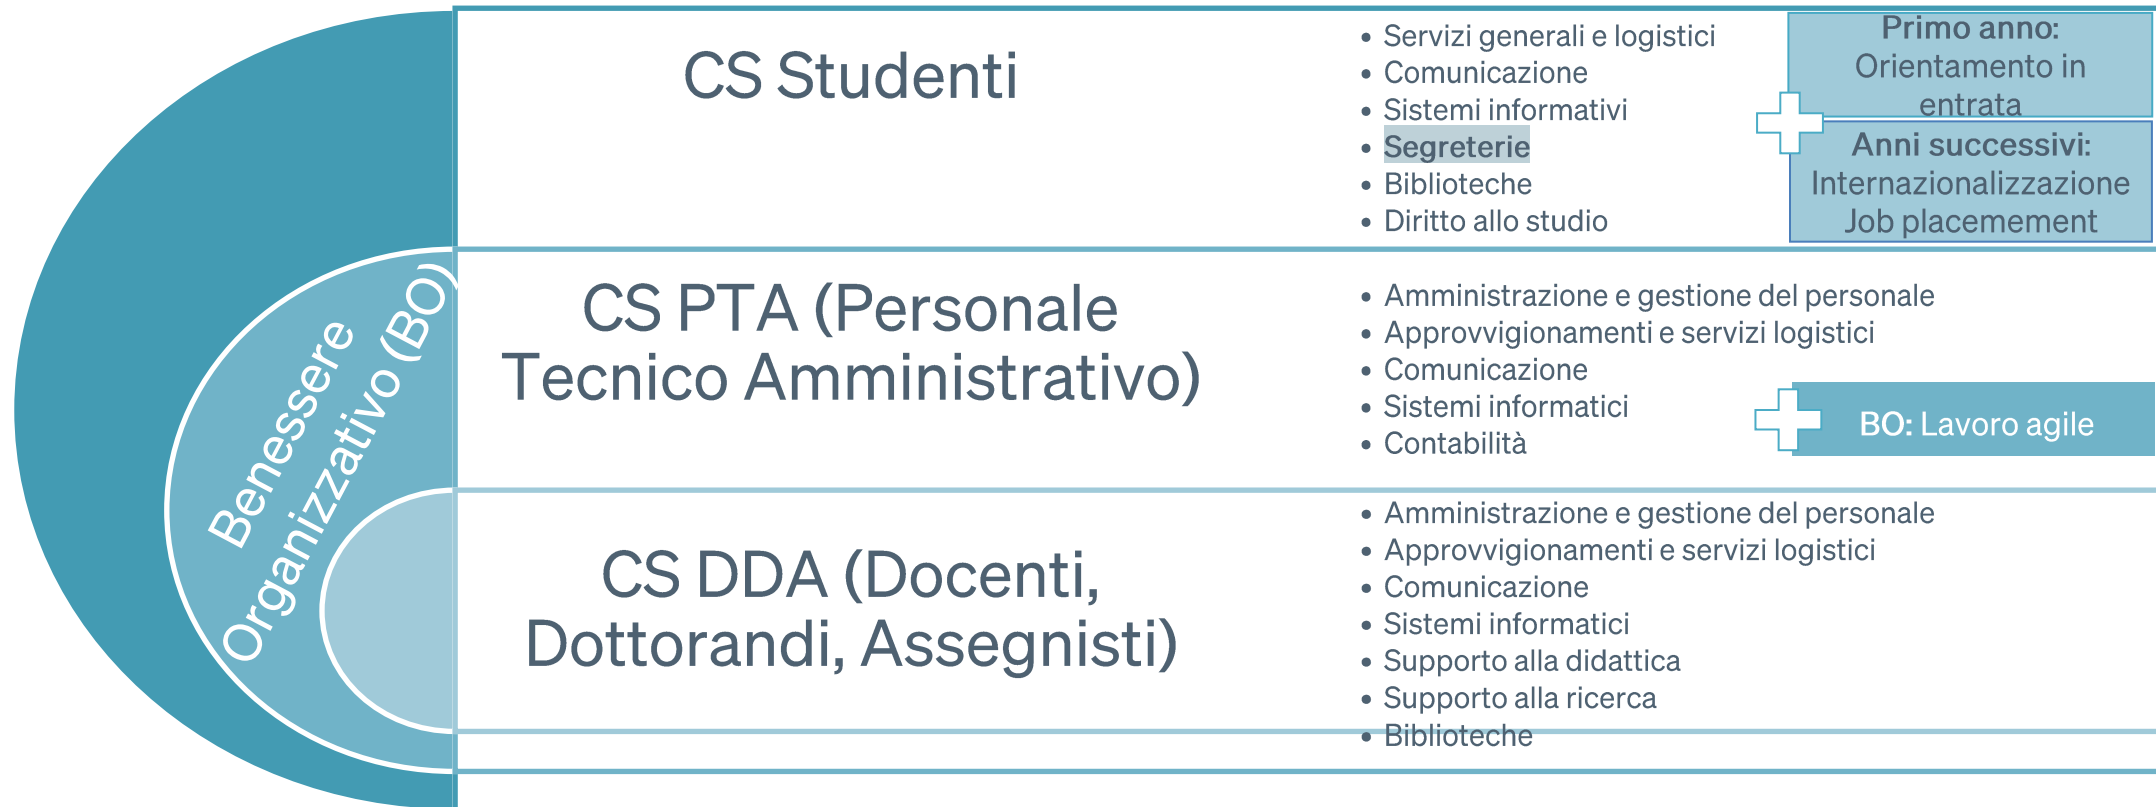 CS Studenti
• Servizi generali e logistici
• Comunicazione
• Sistemi informativi
• Segreterie
• Biblioteche
• Diritto allo studio
Primo anno:
Orientamento in
entrata
Anni successivi:
Internazionalizzazione
Job placemement
Benessere
Organizzativo (BO)
CS PTA (Personale
Tecnico Amministrativo)
• Amministrazione e gestione del personale
• Approvvigionamenti e servizi logistici
• Comunicazione
• Sistemi informatici
• Contabilità
BO: Lavoro agile
CS DDA (Docenti,
Dottorandi, Assegnisti)
• Amministrazione e gestione del personale
• Approvvigionamenti e servizi logistici
• Comunicazione
• Sistemi informatici
• Supporto alla didattica
• Supporto alla ricerca
• Biblioteche